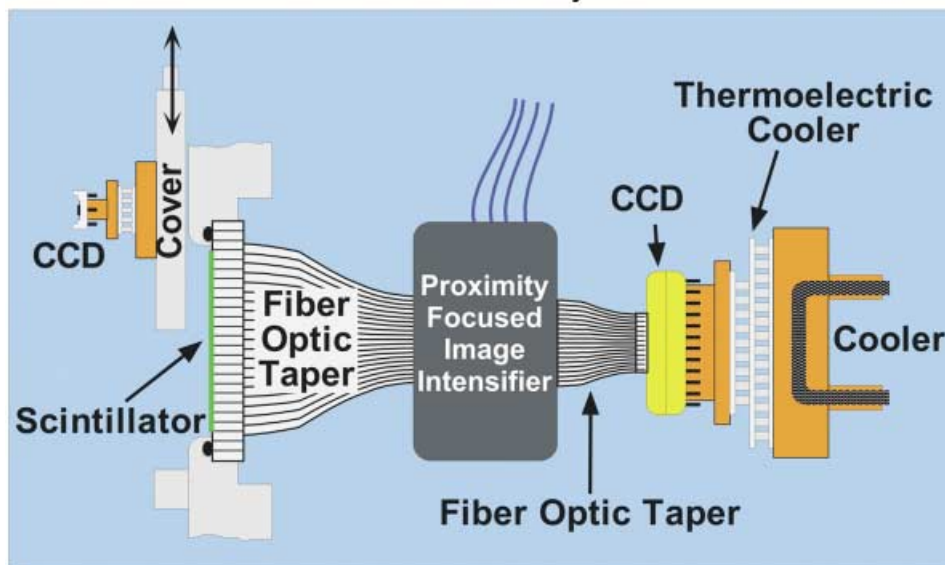 Thermoelectric
Cooler
CCD
Cover
CCD
Fiber
Optic
Taper
Proximity
Focused
Image
Intensifier
Cooler
Scintillator
Fiber Optic Taper